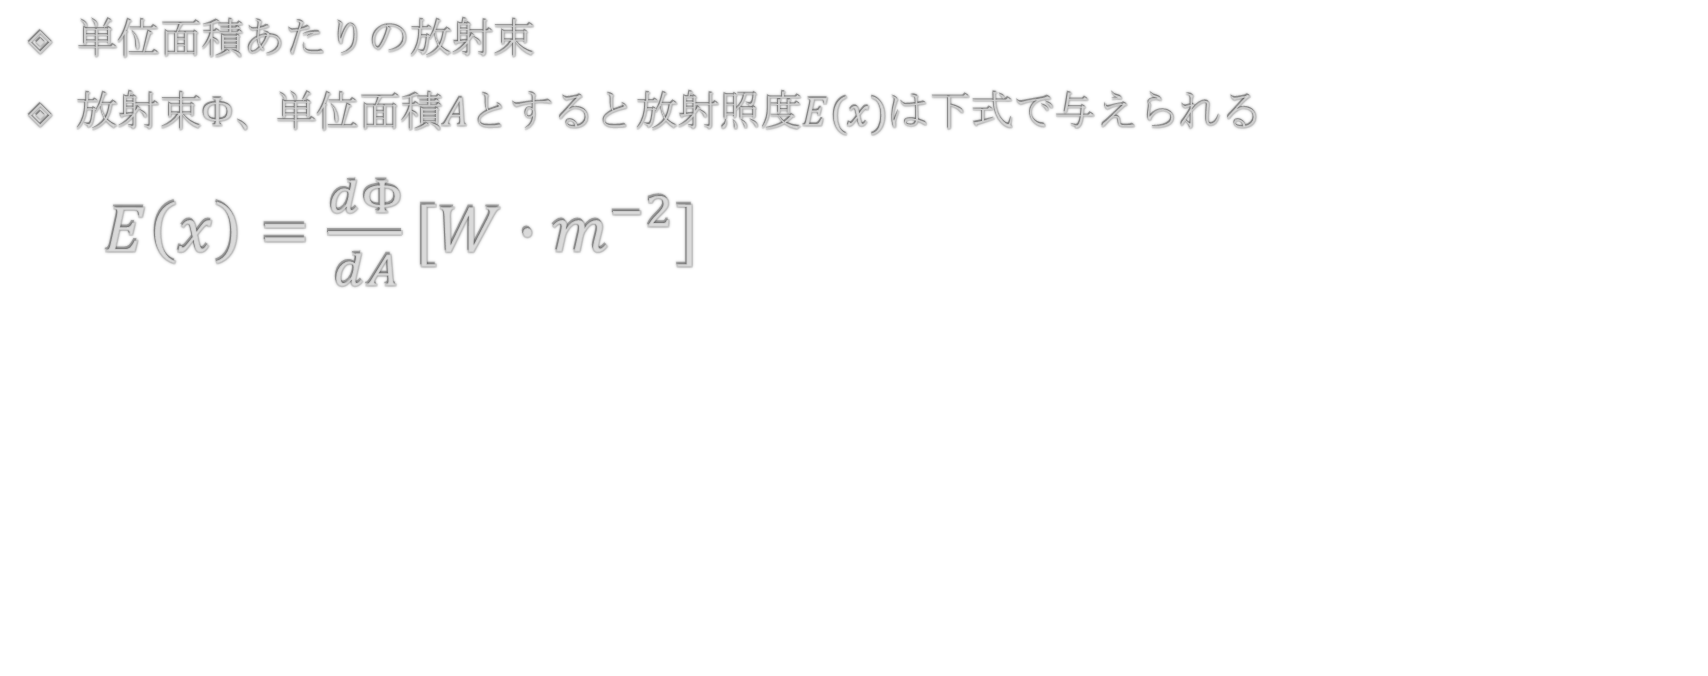 ❖ 単位面積あたりの放射束
❖ 放射束Φ、単位面積Aとすると放射照度E(x)は下式で与えられる
E(x) = dΦ/dA [W · m⁻²]